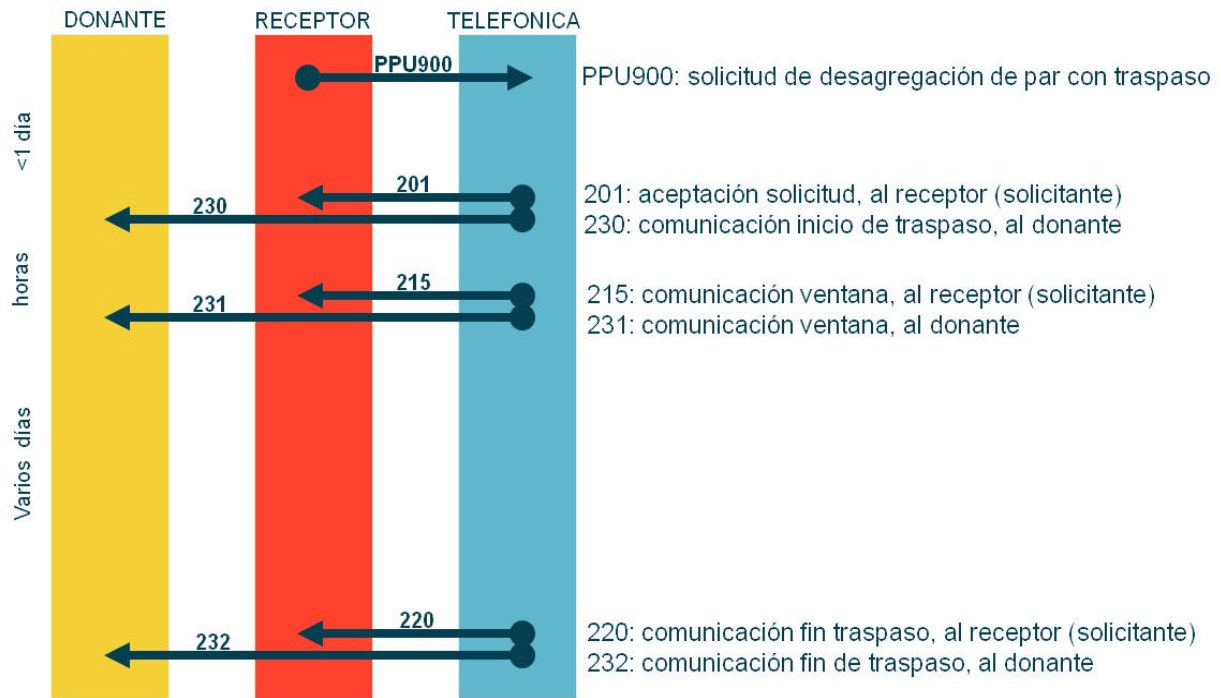 DONANTE RECEPTOR TELEFONICA
PPU900
PPU900: solicitud de desagregación de par con traspaso
<1 día
201
201: aceptación solicitud, al receptor (solicitante)
230
230: comunicación inicio de traspaso, al donante
horas
215
215: comunicación ventana, al receptor (solicitante)
231
231: comunicación ventana, al donante
Varios días
220
220: comunicación fin traspaso, al receptor (solicitante)
232
232: comunicación fin de traspaso, al donante